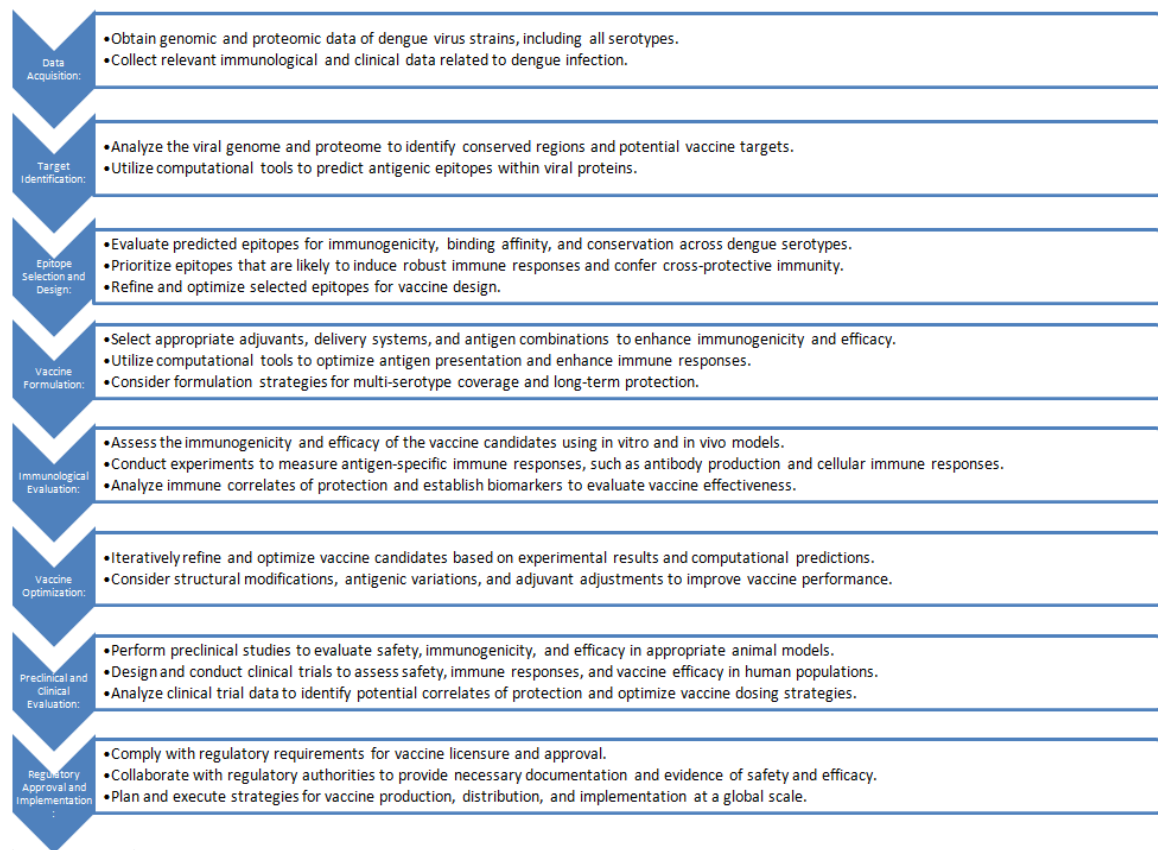 Data
Acquisition:
•Obtain genomic and proteomic data of dengue virus strains, including all serotypes.
•Collect relevant immunological and clinical data related to dengue infection.
Target
Identification:
•Analyze the viral genome and proteome to identify conserved regions and potential vaccine targets.
•Utilize computational tools to predict antigenic epitopes within viral proteins.
Epitope
Selection and
Design:
•Evaluate predicted epitopes for immunogenicity, binding affinity, and conservation across dengue serotypes.
•Prioritize epitopes that are likely to induce robust immune responses and confer cross-protective immunity.
•Refine and optimize selected epitopes for vaccine design.
Vaccine
Formulation:
•Select appropriate adjuvants, delivery systems, and antigen combinations to enhance immunogenicity and efficacy.
•Utilize computational tools to optimize antigen presentation and enhance immune responses.
•Consider formulation strategies for multi-serotype coverage and long-term protection.
Immunological
Evaluation:
•Assess the immunogenicity and efficacy of the vaccine candidates using in vitro and in vivo models.
•Conduct experiments to measure antigen-specific immune responses, such as antibody production and cellular immune responses.
•Analyze immune correlates of protection and establish biomarkers to evaluate vaccine effectiveness.
Vaccine
Optimization:
•Iteratively refine and optimize vaccine candidates based on experimental results and computational predictions.
•Consider structural modifications, antigenic variations, and adjuvant adjustments to improve vaccine performance.
Preclinical and
Clinical
Evaluation:
•Perform preclinical studies to evaluate safety, immunogenicity, and efficacy in appropriate animal models.
•Design and conduct clinical trials to assess safety, immune responses, and vaccine efficacy in human populations.
•Analyze clinical trial data to identify potential correlates of protection and optimize vaccine dosing strategies.
Regulatory
Approval and
Implementation
:
•Comply with regulatory requirements for vaccine licensure and approval.
•Collaborate with regulatory authorities to provide necessary documentation and evidence of safety and efficacy.
•Plan and execute strategies for vaccine production, distribution, and implementation at a global scale.